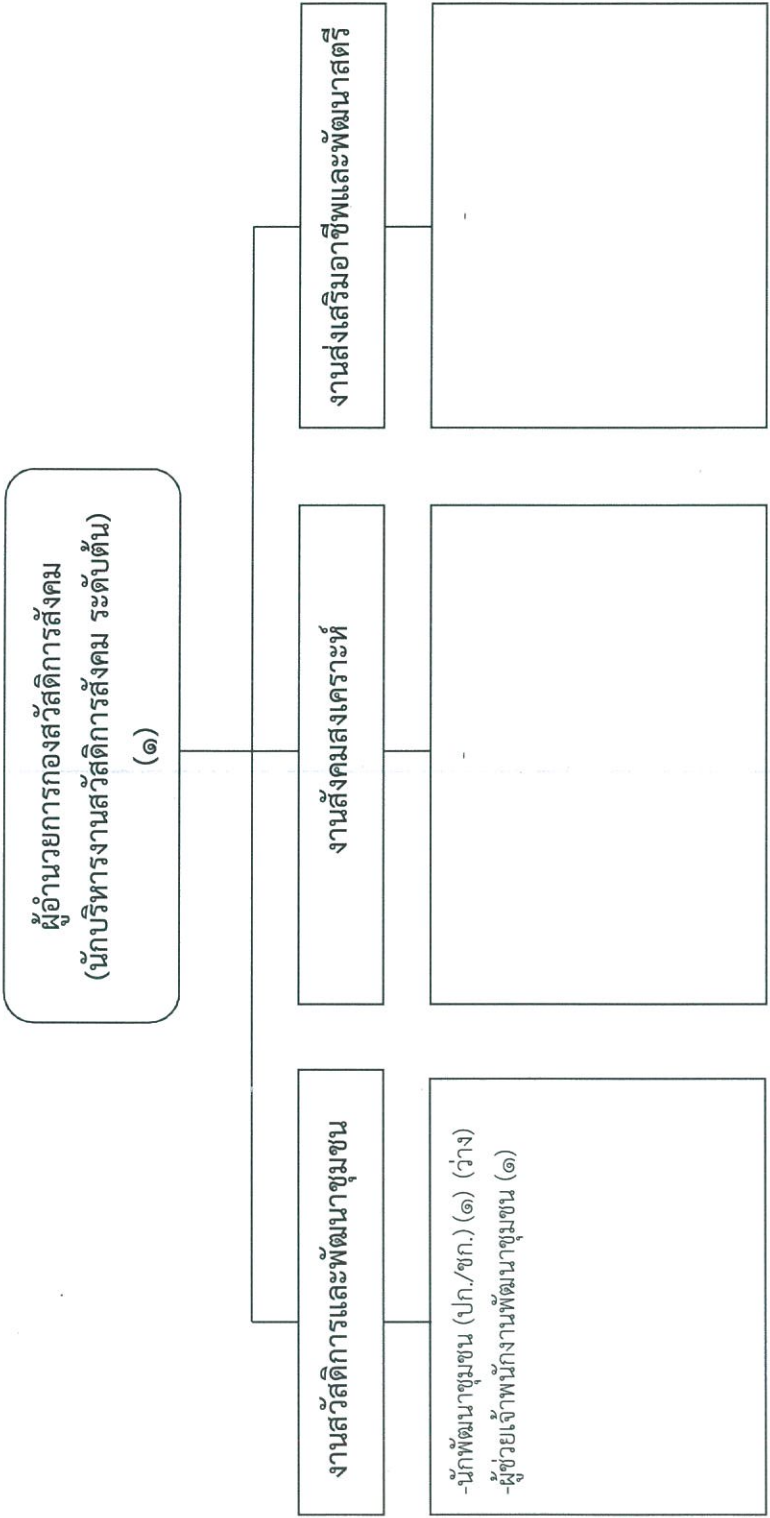 ผู้อำนวยการกองสวัสดิการสังคม
(นักบริหารงานสวัสดิการสังคม ระดับต้น)
(๑)
งานสวัสดิการและพัฒนาชุมชน
งานสังคมสงเคราะห์
งานส่งเสริมอาชีพและพัฒนาสตรี
-นักพัฒนาชุมชน (ปก./ชก.) (๑) (ว่าง)
-ผู้ช่วยเจ้าพนักงานพัฒนาชุมชน (๑)
-
-